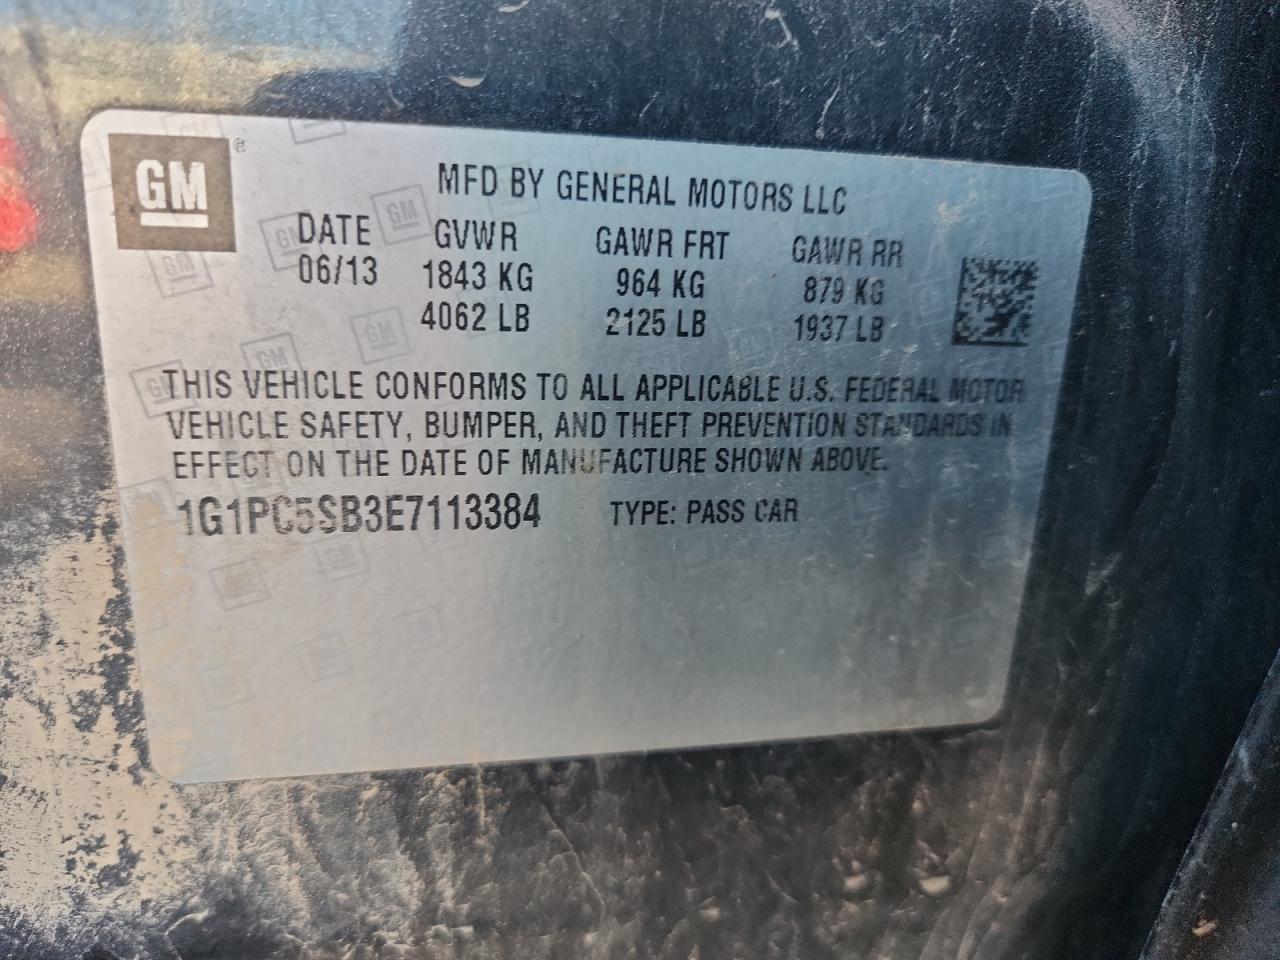 GM ®
MFD BY GENERAL MOTORS LLC
DATE GVWR GAWR FRT GAWR RR
06/13 1843 KG 964 KG 879 KG
4062 LB 2125 LB 1937 LB
THIS VEHICLE CONFORMS TO ALL APPLICABLE U.S. FEDERAL MOTOR
VEHICLE SAFETY, BUMPER, AND THEFT PREVENTION STANDARDS IN
EFFECT ON THE DATE OF MANUFACTURE SHOWN ABOVE.
1G1PC5SB3E7113384 TYPE: PASS CAR